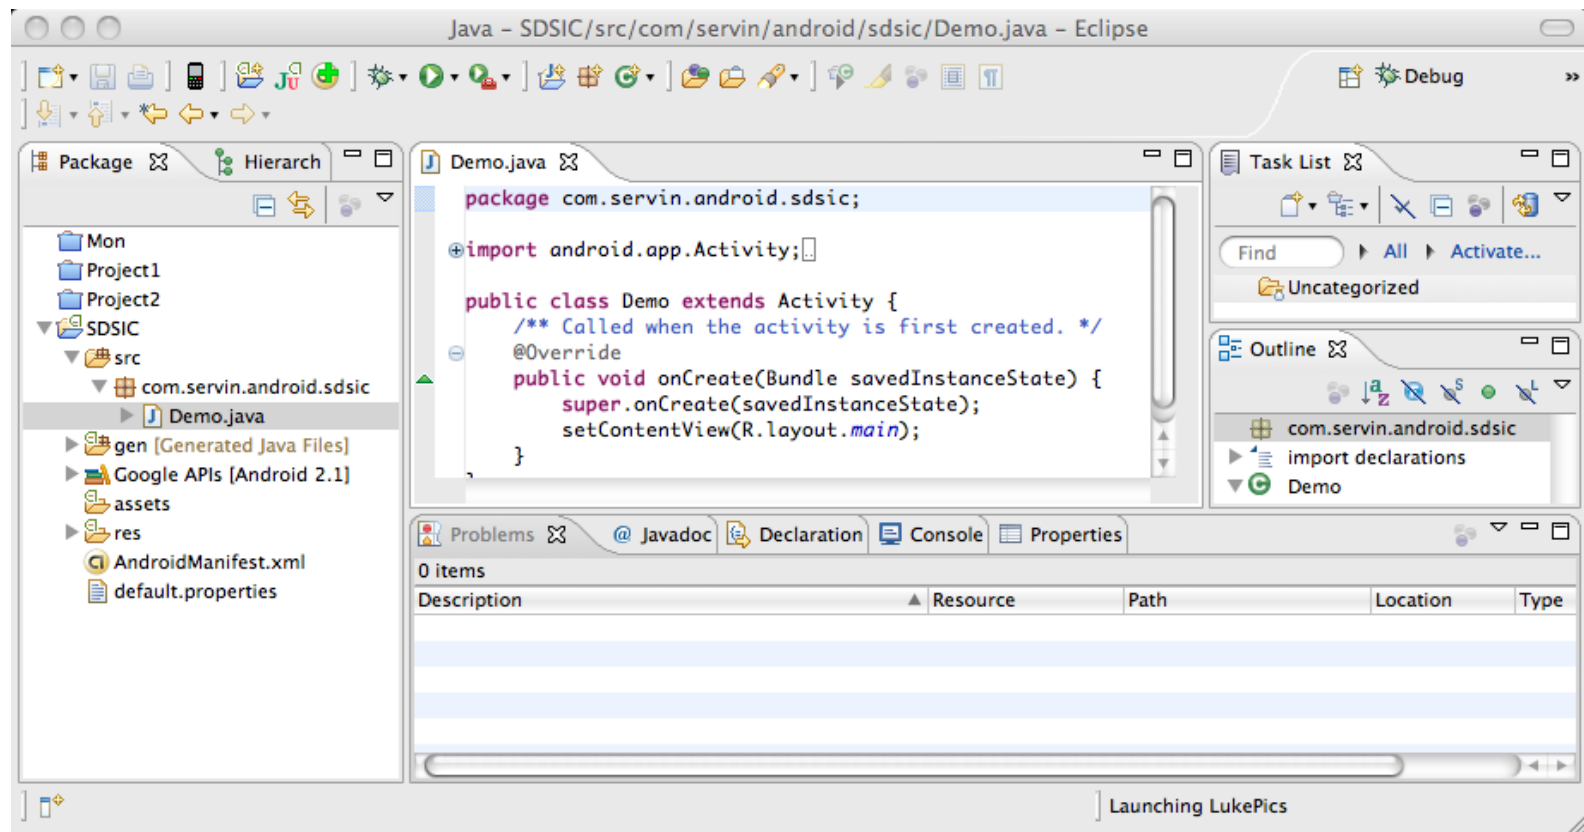 Java – SDSIC/src/com/servin/android/sdsic/Demo.java – Eclipse
Debug
Package
Hierarch
Mon
Project1
Project2
SDSIC
src
com.servin.android.sdsic
Demo.java
gen [Generated Java Files]
Google APIs [Android 2.1]
assets
res
AndroidManifest.xml
default.properties
Demo.java
package com.servin.android.sdsic;
import android.app.Activity;
public class Demo extends Activity {
/** Called when the activity is first created. */
@Override
public void onCreate(Bundle savedInstanceState) {
super.onCreate(savedInstanceState);
setContentView(R.layout.main);
}
Task List
Find All Activate...
Uncategorized
Outline
com.servin.android.sdsic
import declarations
Demo
Problems @ Javadoc Declaration Console Properties
0 items
Description Resource Path Location Type
Launching LukePics